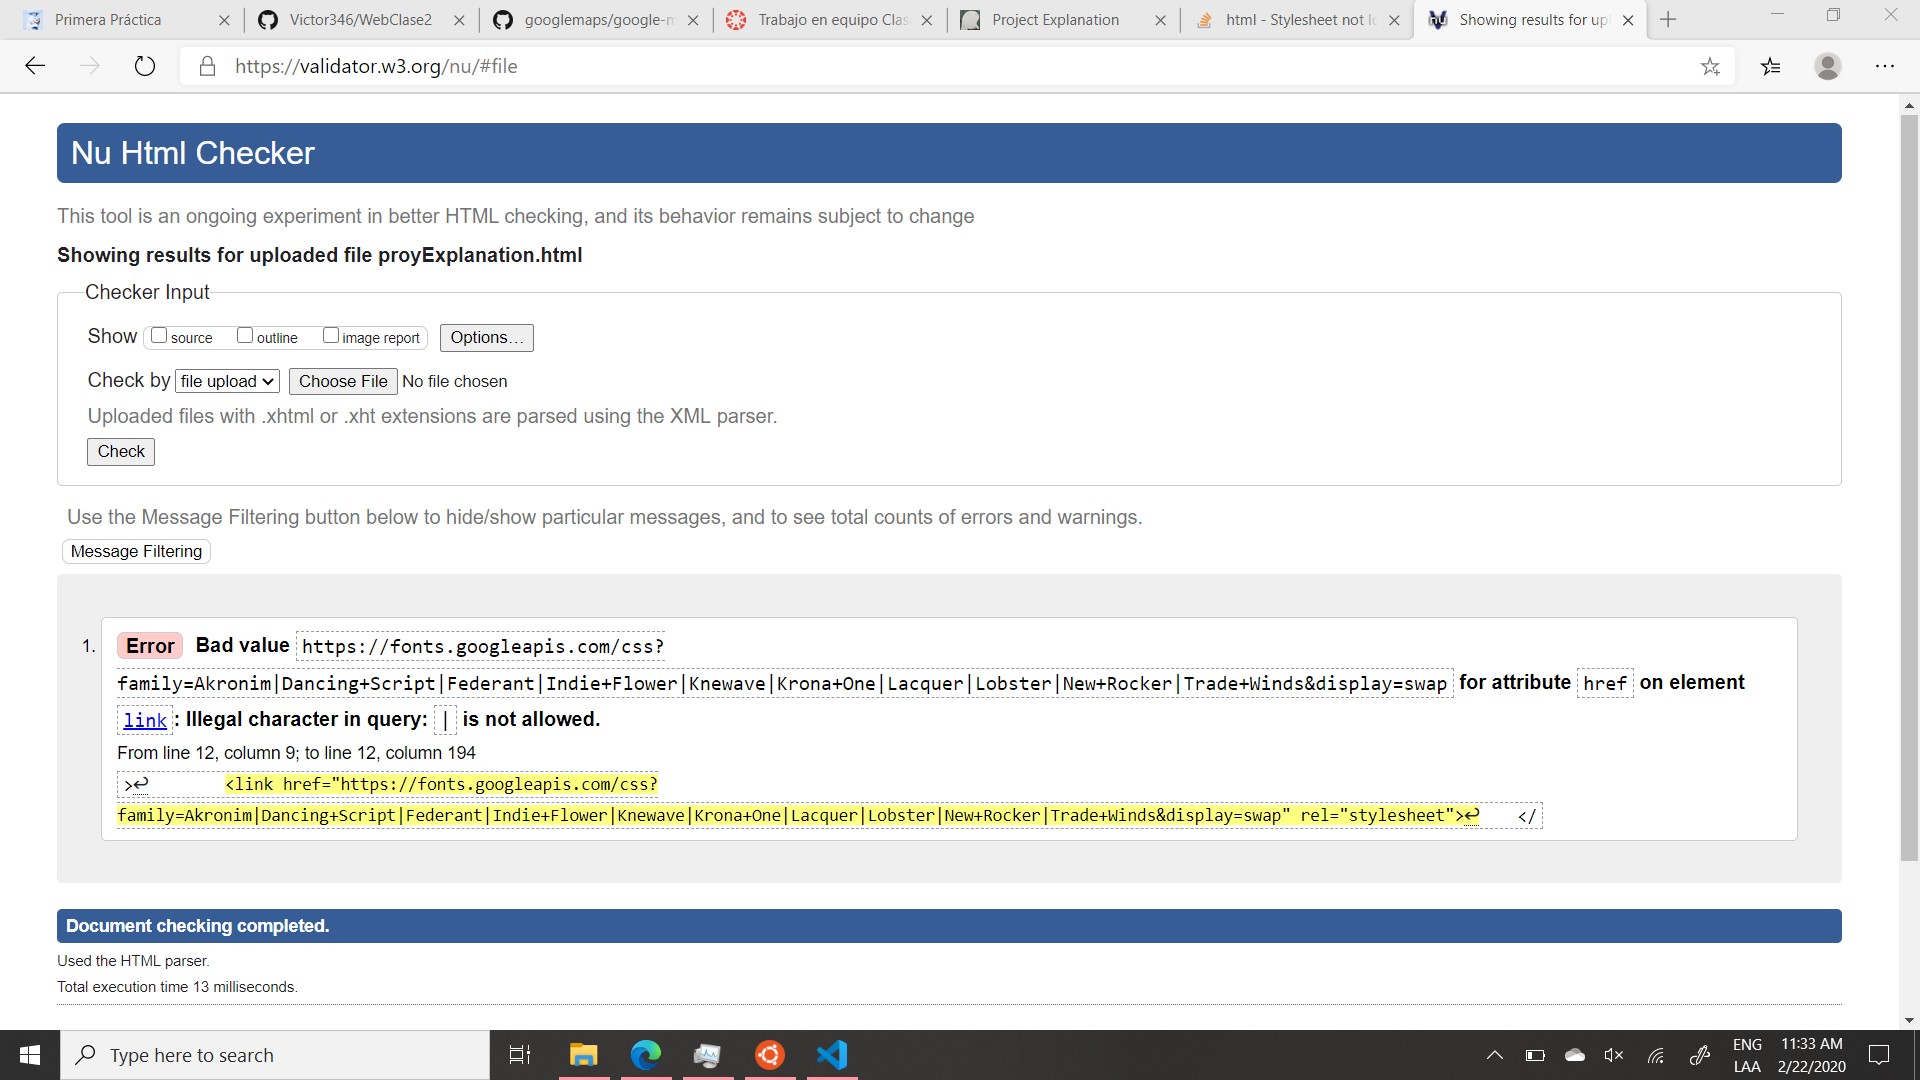 Primera Práctica
Victor346/WebClase2
googlemaps/google-m
Trabajo en equipo Clas
Project Explanation
html - Stylesheet not lo
Showing results for upl
https://validator.w3.org/nu/#file
Nu Html Checker
This tool is an ongoing experiment in better HTML checking, and its behavior remains subject to change
Showing results for uploaded file proyExplanation.html
Checker Input
Show source outline image report Options...
Check by file upload Choose File No file chosen
Uploaded files with .xhtml or .xht extensions are parsed using the XML parser.
Check
Use the Message Filtering button below to hide/show particular messages, and to see total counts of errors and warnings.
Message Filtering
1. Error Bad value https://fonts.googleapis.com/css?
family=Akronim|Dancing+Script|Federant|Indie+Flower|Knewave|Krona+One|Lacquer|Lobster|New+Rocker|Trade+Winds&display=swap for attribute href on element
link: Illegal character in query: | is not allowed.
From line 12, column 9; to line 12, column 194
>↩ <link href="https://fonts.googleapis.com/css?
family=Akronim|Dancing+Script|Federant|Indie+Flower|Knewave|Krona+One|Lacquer|Lobster|New+Rocker|Trade+Winds&display=swap" rel="stylesheet">↩ </
Document checking completed.
Used the HTML parser.
Total execution time 13 milliseconds.
Type here to search
ENG
LAA
11:33 AM
2/22/2020